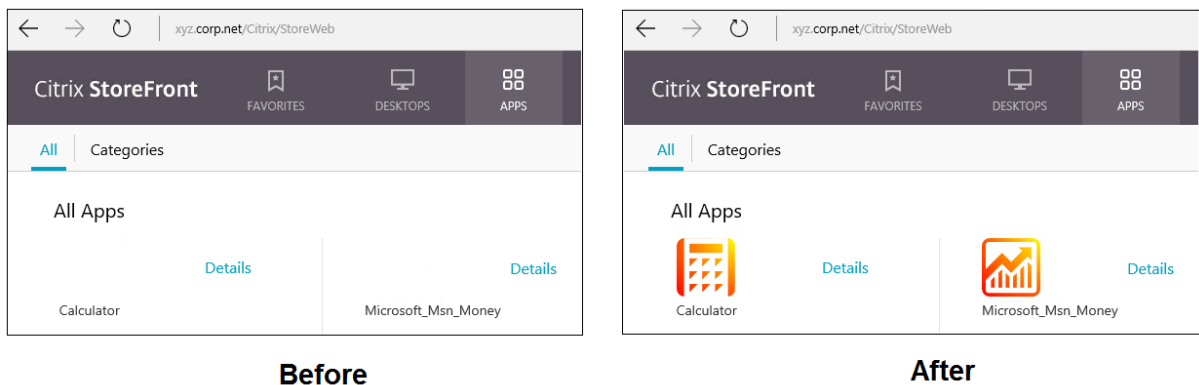 xyz.corp.net/Citrix/StoreWeb
Citrix StoreFront
FAVORITES
DESKTOPS
APPS
All
Categories
All Apps
Details
Details
Calculator
Microsoft_Msn_Money
Before
xyz.corp.net/Citrix/StoreWeb
Citrix StoreFront
FAVORITES
DESKTOPS
APPS
All
Categories
All Apps
Details
Details
Calculator
Microsoft_Msn_Money
After